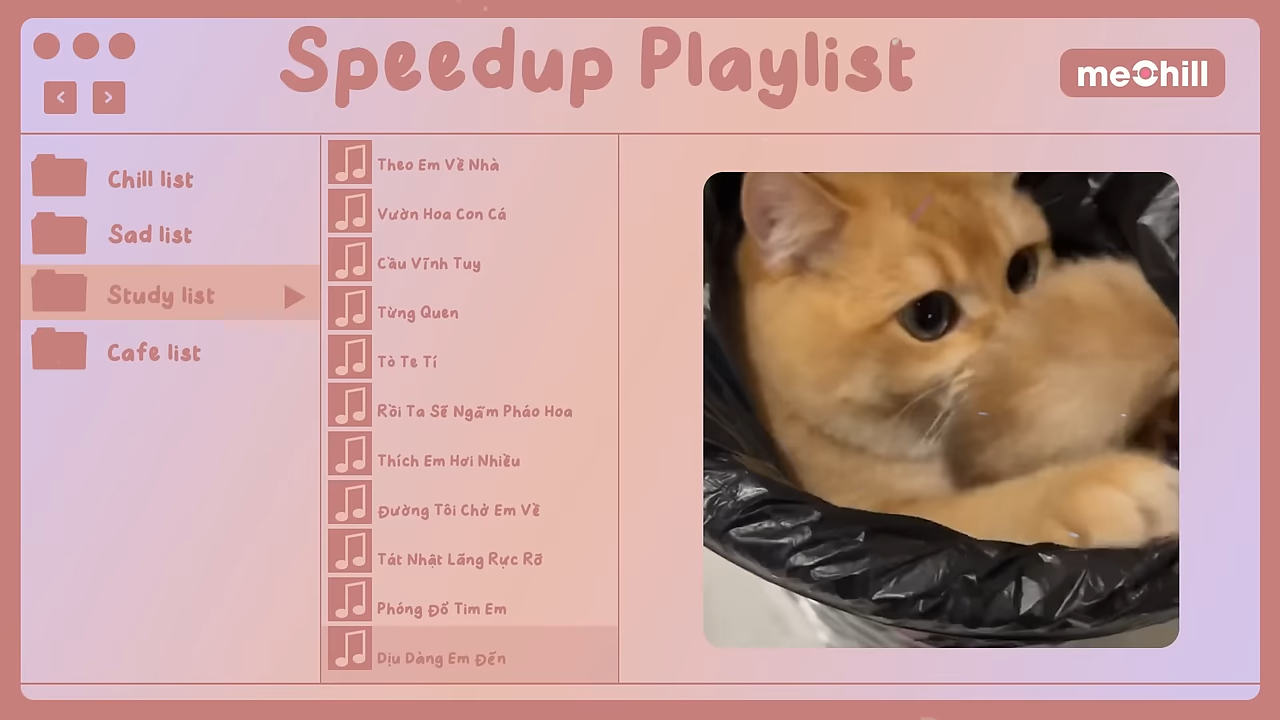 Speedup Playlist
meChill
Chill list
Sad list
Study list
Cafe list
Theo Em Về Nhà
Vườn Hoa Con Cá
Cầu Vĩnh Tuy
Từng Quen
Tò Te Tí
Rồi Ta Sẽ Ngắm Pháo Hoa
Thích Em Hơi Nhiều
Đường Tôi Chở Em Về
Tát Nhật Lãng Rực Rỡ
Phóng Đổ Tim Em
Dịu Dàng Em Đến